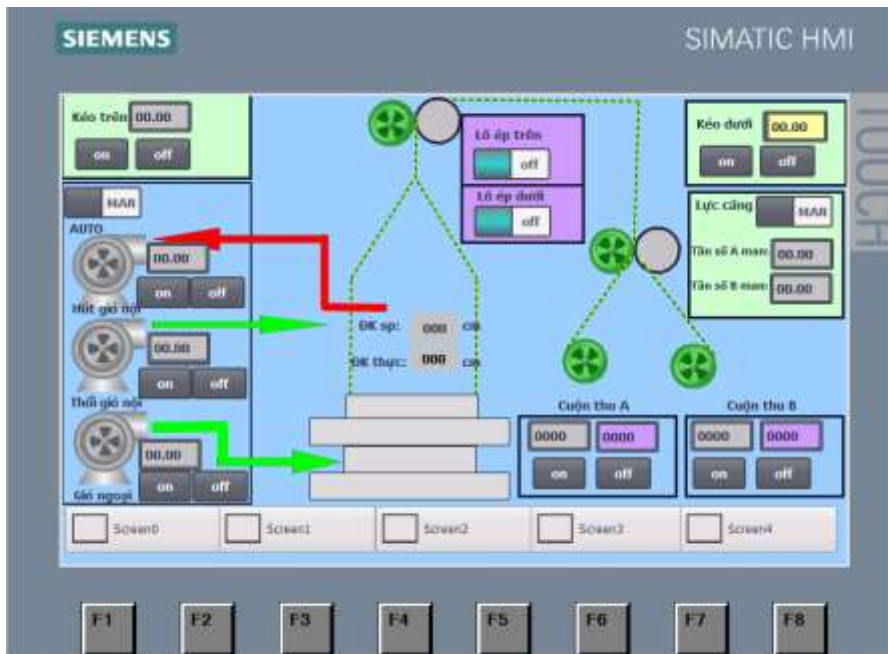 SIEMENS
SIMATIC HMI
TOUCH
Kéo trên 00.00
on off
MAN
AUTO
00.00
on off
Hút gió nội
00.00
on off
Thổi gió nội
00.00
on off
Gió ngoại
Lô ép trên
off
Lô ép dưới
off
ĐK sp: 000 cm
ĐK thực: 000 cm
Kéo dưới 00.00
on off
Lực căng MAN
Tần số A man: 00.00
Tần số B man: 00.00
Cuộn thu A
0000 0000
on off
Cuộn thu B
0000 0000
on off
Screen0 Screen1 Screen2 Screen3 Screen4
F1 F2 F3 F4 F5 F6 F7 F8